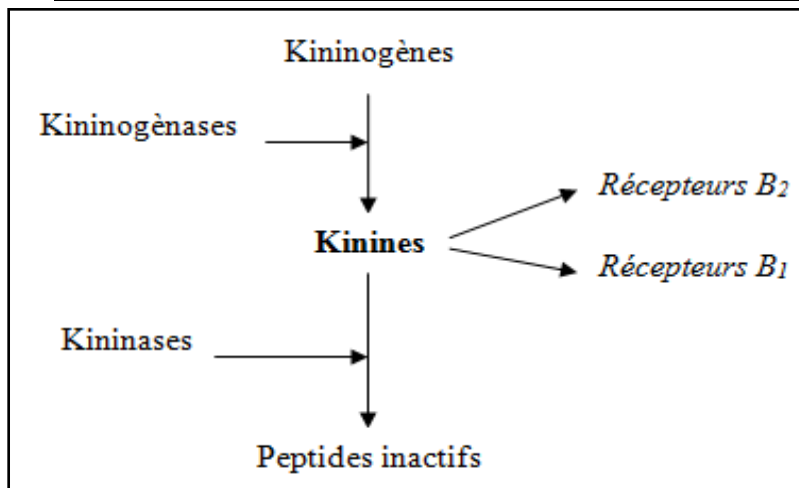 Kininogènes
Kininogènases
Récepteurs B₂
Kinines
Récepteurs B₁
Kininases
Peptides inactifs